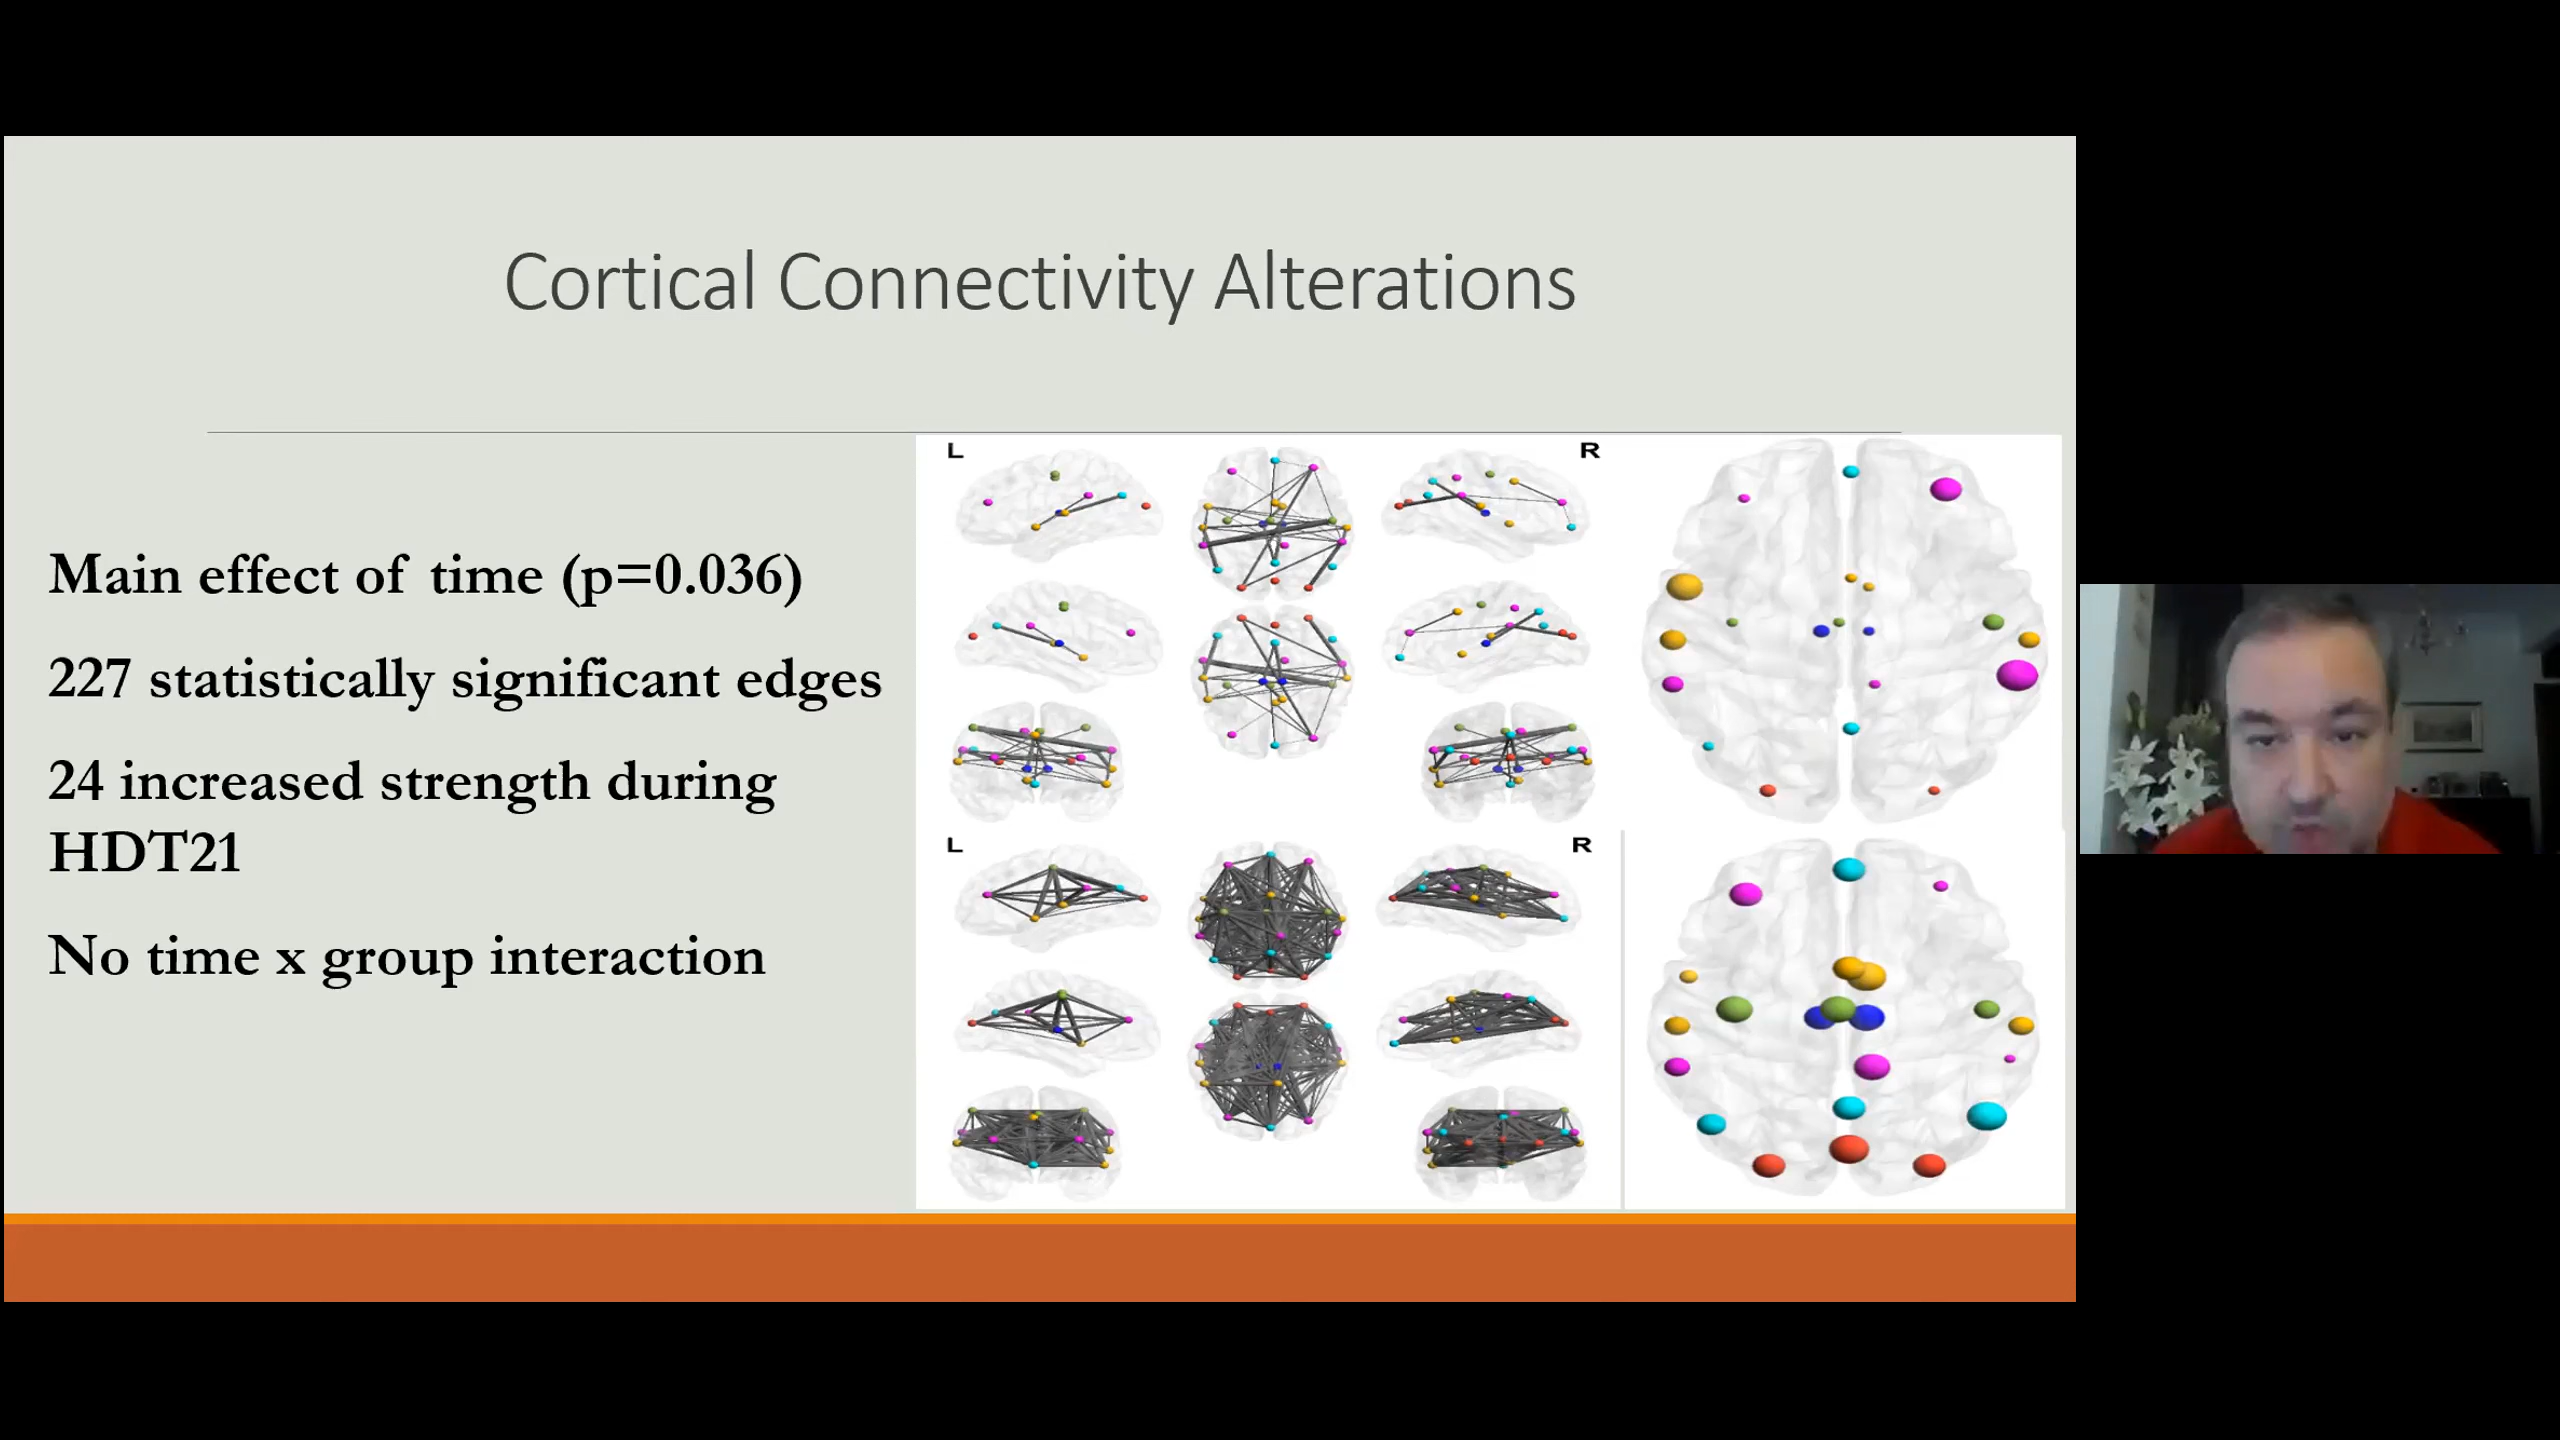 Cortical Connectivity Alterations
Main effect of time (p=0.036)
227 statistically significant edges
24 increased strength during
HDT21
No time x group interaction
L
R
L
R